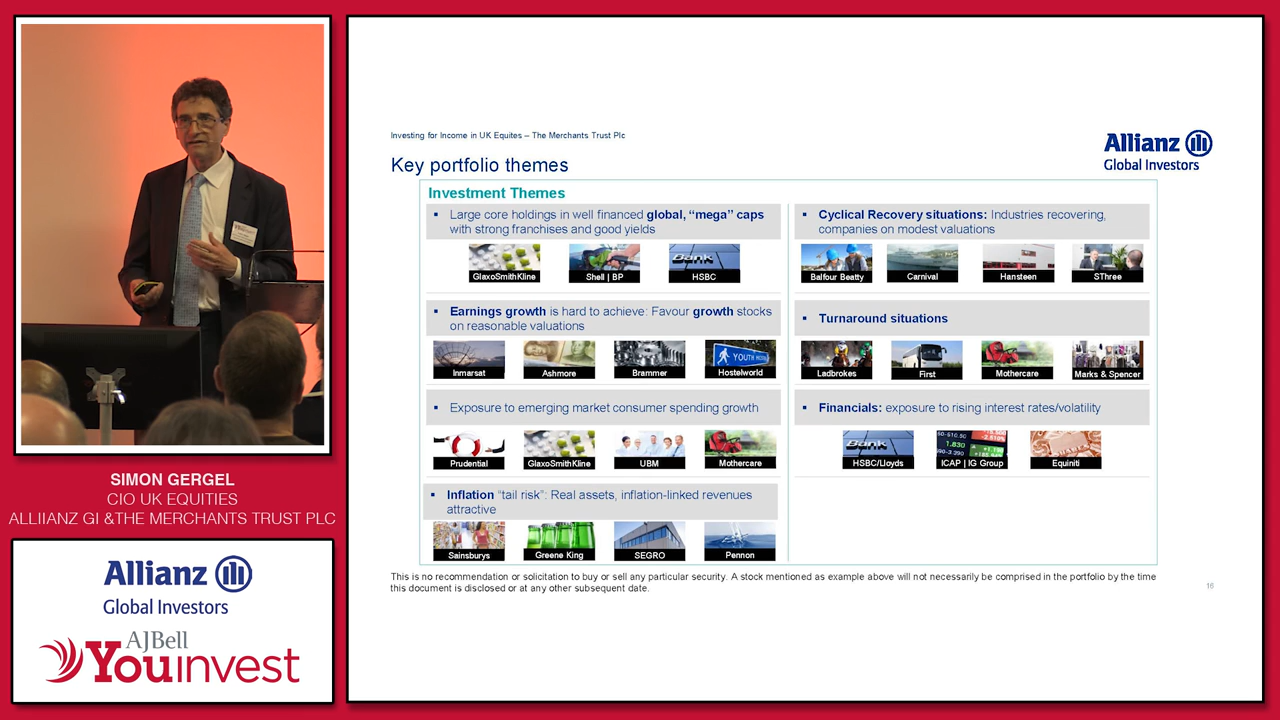 SIMON GERGEL
CIO UK EQUITIES
ALLIIANZ GI &THE MERCHANTS TRUST PLC
Allianz
Global Investors
AJBell
Youinvest
Investing for Income in UK Equites – The Merchants Trust Plc
Allianz
Global Investors
Key portfolio themes
Investment Themes
▪ Large core holdings in well financed global, “mega” caps
with strong franchises and good yields
GlaxoSmithKline
Shell | BP
Bank
HSBC
▪ Earnings growth is hard to achieve: Favour growth stocks
on reasonable valuations
Inmarsat
Ashmore
Brammer
YOUTH
Hostelworld
▪ Exposure to emerging market consumer spending growth
Prudential
GlaxoSmithKline
UBM
Mothercare
▪ Inflation “tail risk”: Real assets, inflation-linked revenues
attractive
Sainsburys
Greene King
SEGRO
Pennon
▪ Cyclical Recovery situations: Industries recovering,
companies on modest valuations
Balfour Beatty
Carnival
Hansteen
SThree
▪ Turnaround situations
Ladbrokes
First
Mothercare
Marks & Spencer
▪ Financials: exposure to rising interest rates/volatility
Bank
HSBC/Lloyds
1.830
ICAP | IG Group
Equiniti
This is no recommendation or solicitation to buy or sell any particular security. A stock mentioned as example above will not necessarily be comprised in the portfolio by the time
this document is disclosed or at any other subsequent date.
16